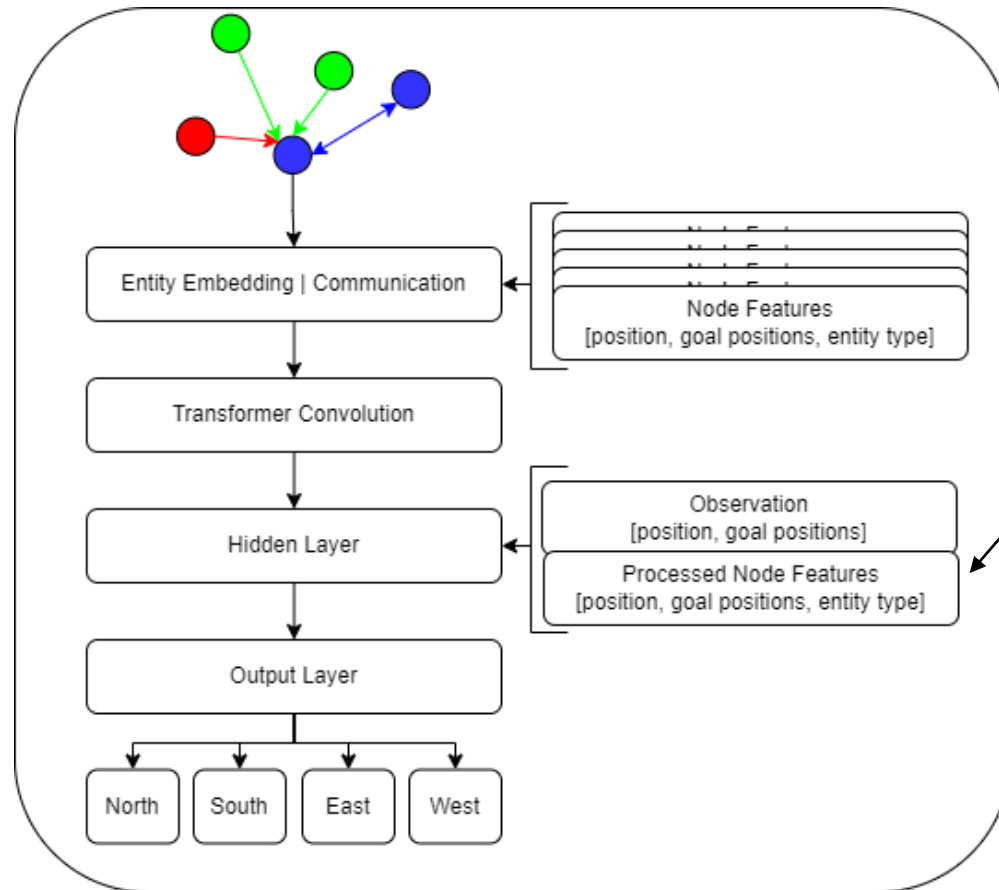 Entity Embedding | Communication
Node Features
[position, goal positions, entity type]
Transformer Convolution
Hidden Layer
Observation
[position, goal positions]
Processed Node Features
[position, goal positions, entity type]
Output Layer
North
South
East
West